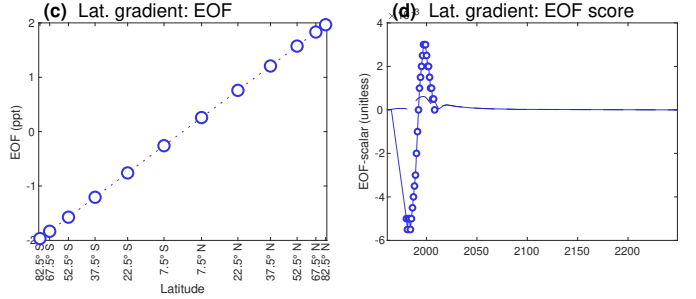 (c) Lat. gradient: EOF
2
1
0
-1
-2
EOF (ppt)
82.5° S
67.5° S
52.5° S
37.5° S
22.5° S
7.5° S
7.5° N
22.5° N
37.5° N
52.5° N
67.5° N
82.5° N
Latitude
(d) Lat. gradient: EOF score
4
2
0
-2
-4
-6
EOF-scalar (unitless)
2000
2050
2100
2150
2200